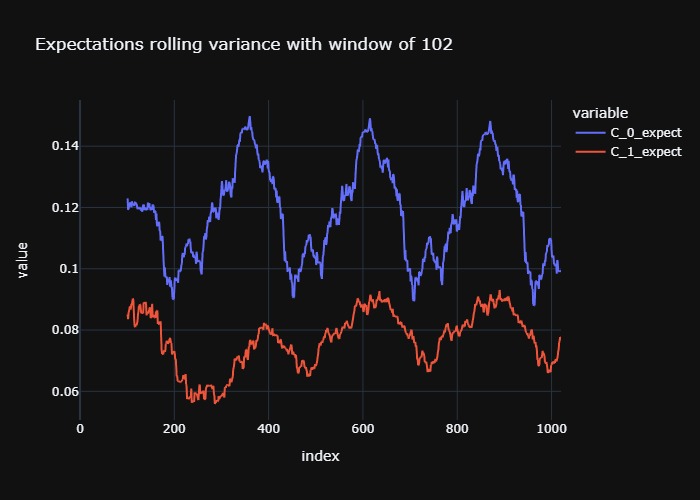 Expectations rolling variance with window of 102
variable
C_0_expect
C_1_expect
value
0.14
0.12
0.1
0.08
0.06
0
200
400
600
800
1000
index